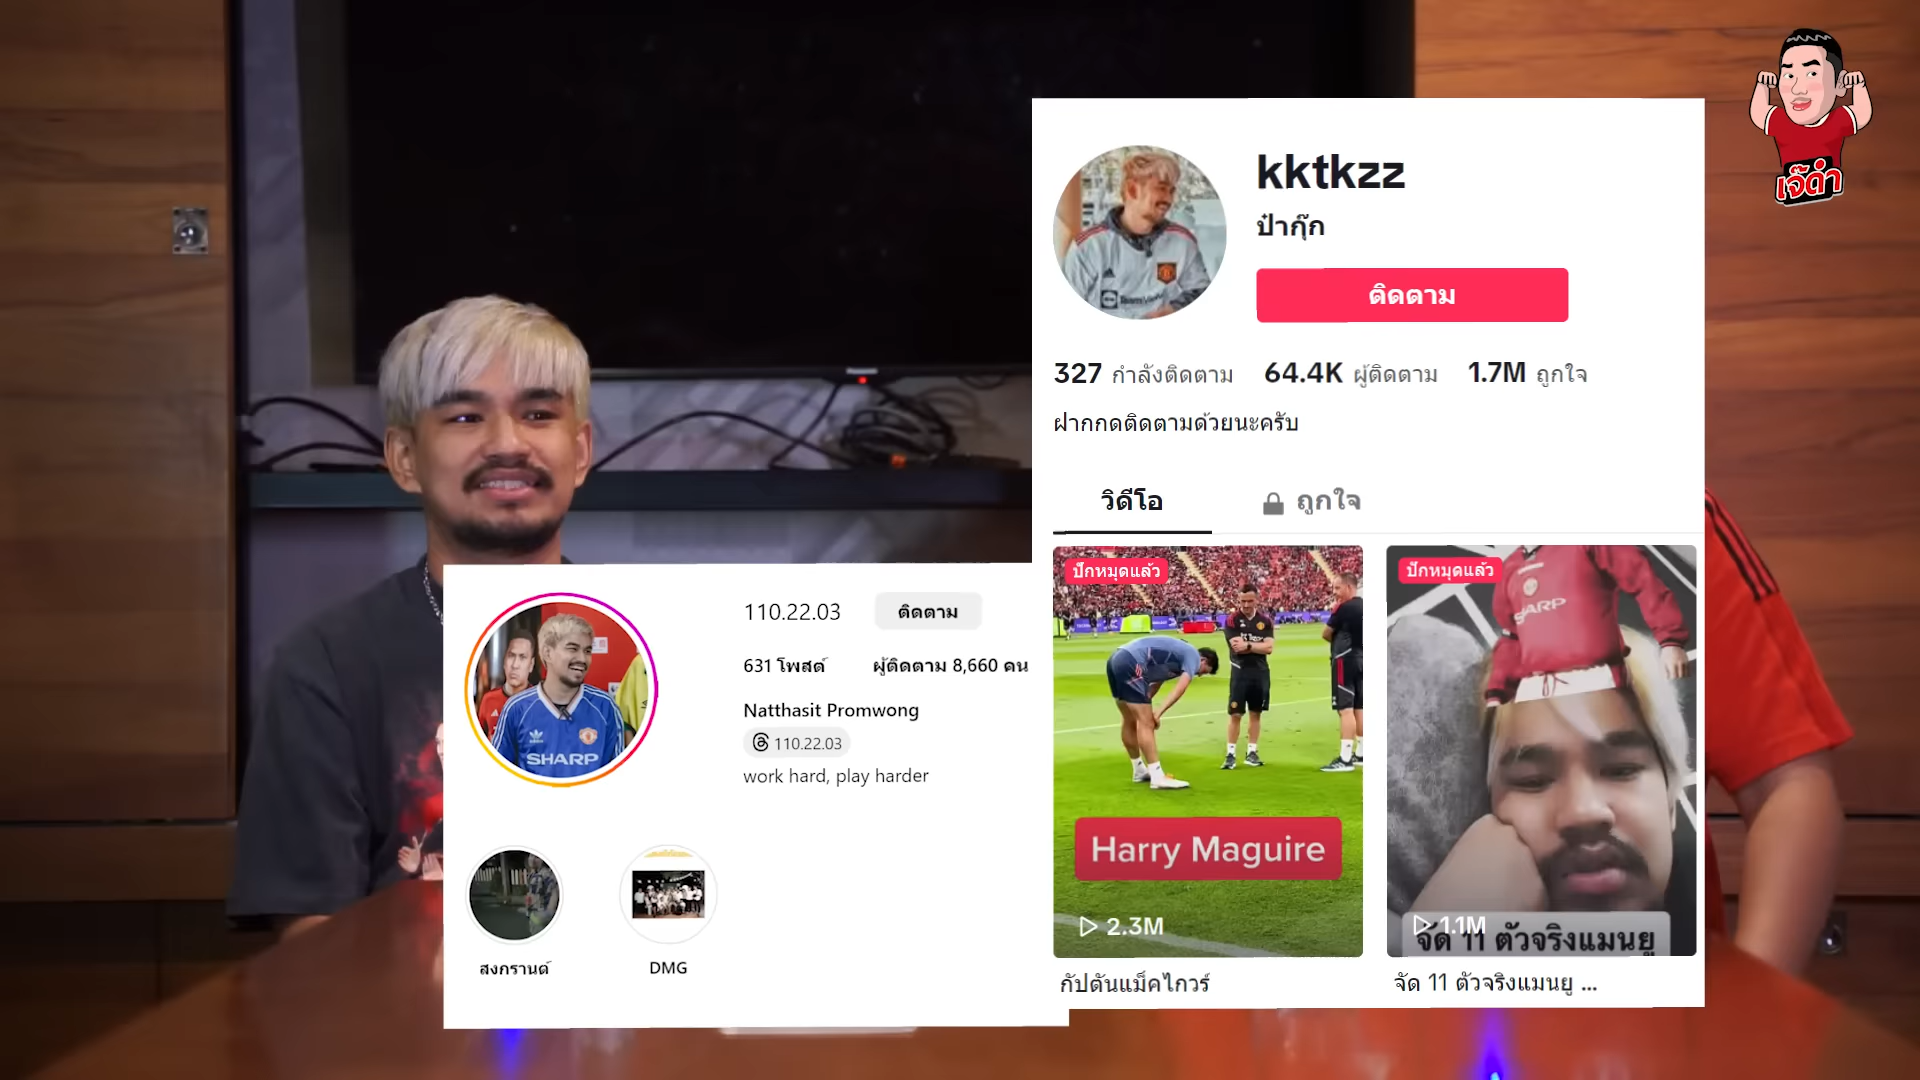 เจ๊ดำ
kktkzz
ป๋ากุ๊ก
ติดตาม
327 กำลังติดตาม 64.4K ผู้ติดตาม 1.7M ถูกใจ
ฝากกดติดตามด้วยนะครับ
วิดีโอ ถูกใจ
ปักหมุดแล้ว
Harry Maguire
2.3M
กัปตันแม็คไกวร์
ปักหมุดแล้ว
SHARP
1.1M
จัด 11 ตัวจริงแมนยู
จัด 11 ตัวจริงแมนยู ...
110.22.03 ติดตาม
631 โพสต์ ผู้ติดตาม 8,660 คน
Natthasit Promwong
110.22.03
work hard, play harder
SHARP
สงกรานต์
DMG